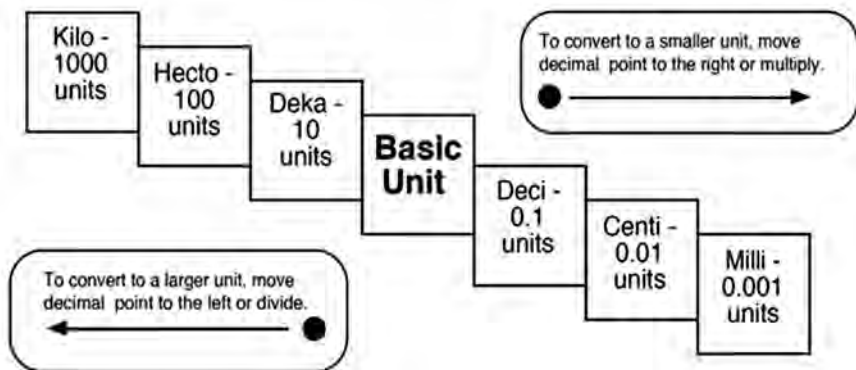 Kilo -
1000
units
Hecto -
100
units
Deka -
10
units
Basic
Unit
Deci -
0.1
units
Centi -
0.01
units
Milli -
0.001
units
To convert to a smaller unit, move
decimal point to the right or multiply.
To convert to a larger unit, move
decimal point to the left or divide.